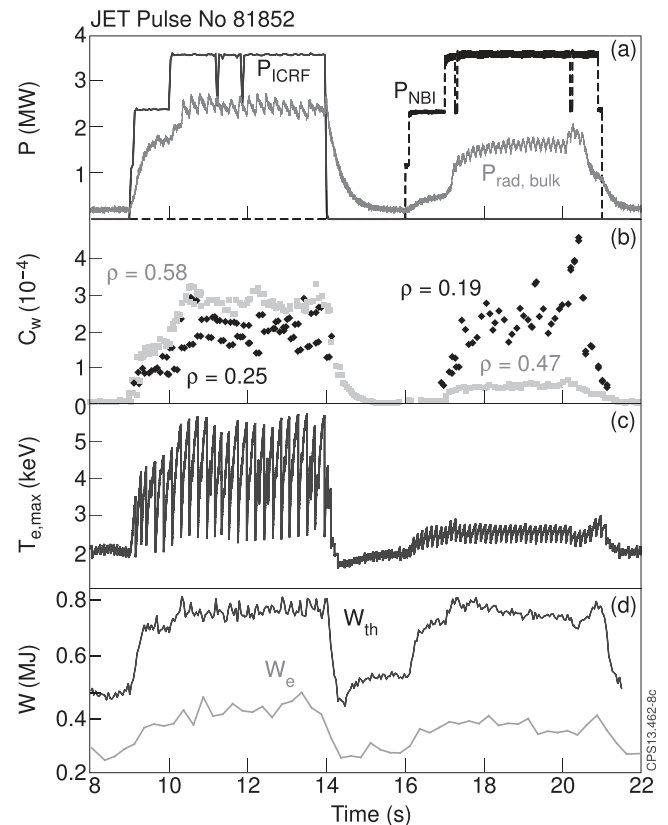 JET Pulse No 81852
4
3
2
1
P (MW)
(a)
P_ICRF
P_NBI
P_rad, bulk
4
3
2
1
0
C_w (10⁻⁴)
(b)
ρ = 0.58
ρ = 0.25
ρ = 0.19
ρ = 0.47
5
4
3
2
T_e,max (keV)
(c)
0.8
0.6
0.4
0.2
W (MJ)
(d)
W_th
W_e
8 10 12 14 16 18 20 22
Time (s)
CPS13.462-8c